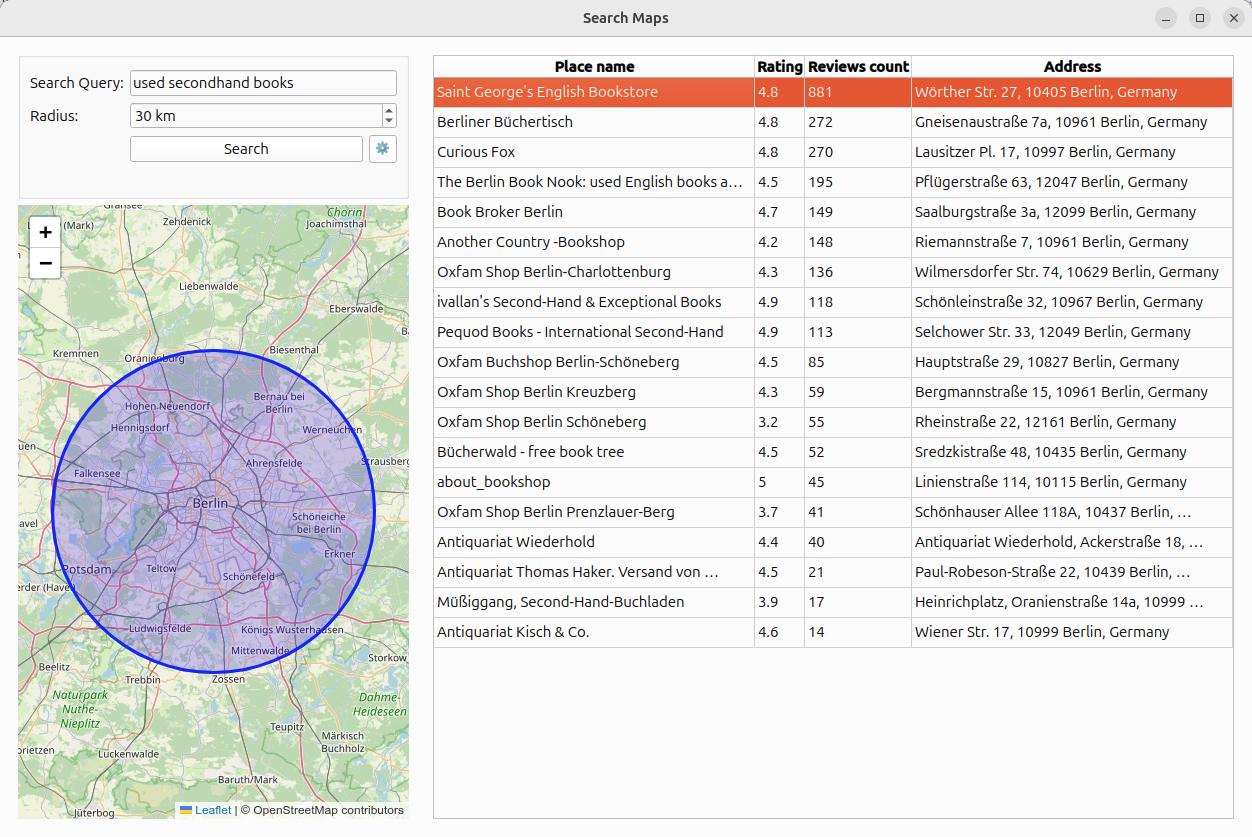 Search Maps
Search Query: used secondhand books
Radius: 30 km
Search
Place name Rating Reviews count Address
Saint George's English Bookstore 4.8 881 Wörther Str. 27, 10405 Berlin, Germany
Berliner Büchertisch 4.8 272 Gneisenaustraße 7a, 10961 Berlin, Germany
Curious Fox 4.8 270 Lausitzer Pl. 17, 10997 Berlin, Germany
The Berlin Book Nook: used English books a… 4.5 195 Pflügerstraße 63, 12047 Berlin, Germany
Book Broker Berlin 4.7 149 Saalburgstraße 3a, 12099 Berlin, Germany
Another Country -Bookshop 4.2 148 Riemannstraße 7, 10961 Berlin, Germany
Oxfam Shop Berlin-Charlottenburg 4.3 136 Wilmersdorfer Str. 74, 10629 Berlin, Germany
ivallan's Second-Hand & Exceptional Books 4.9 118 Schönleinstraße 32, 10967 Berlin, Germany
Pequod Books - International Second-Hand 4.9 113 Selchower Str. 33, 12049 Berlin, Germany
Oxfam Buchshop Berlin-Schöneberg 4.5 85 Hauptstraße 29, 10827 Berlin, Germany
Oxfam Shop Berlin Kreuzberg 4.3 59 Bergmannstraße 15, 10961 Berlin, Germany
Oxfam Shop Berlin Schöneberg 3.2 55 Rheinstraße 22, 12161 Berlin, Germany
Bücherwald - free book tree 4.5 52 Sredzkistraße 48, 10435 Berlin, Germany
about_bookshop 5 45 Linienstraße 114, 10115 Berlin, Germany
Oxfam Shop Berlin Prenzlauer-Berg 3.7 41 Schönhauser Allee 118A, 10437 Berlin, …
Antiquariat Wiederhold 4.4 40 Antiquariat Wiederhold, Ackerstraße 18, …
Antiquariat Thomas Haker. Versand von … 4.5 21 Paul-Robeson-Straße 22, 10439 Berlin, …
Müßiggang, Second-Hand-Buchladen 3.9 17 Heinrichplatz, Oranienstraße 14a, 10999 …
Antiquariat Kisch & Co. 4.6 14 Wiener Str. 17, 10999 Berlin, Germany
+
−
Gransee
Chorin
(Mark)
Zehdenick
Joachimsthal
Liebenwalde
Eberswalde
Kremmen
Oranienburg
Biesenthal
Bernau bei
Berlin
Hohen Neuendorf
Hennigsdorf
Werneuchen
Ahrensfelde
Strausberg
Falkensee
Berlin
Schöneiche
bei Berlin
Erkner
Potsdam
Teltow
Schönefeld
Ludwigsfelde
Königs Wusterhausen
Mittenwalde
Storkow
Beelitz
Trebbin
Zossen
Naturpark
Nuthe-
Nieplitz
Dahme-
Heideseen
Teupitz
Märkisch
Buchholz
Luckenwalde
Baruth/Mark
Jüterbog
Leaflet | © OpenStreetMap contributors